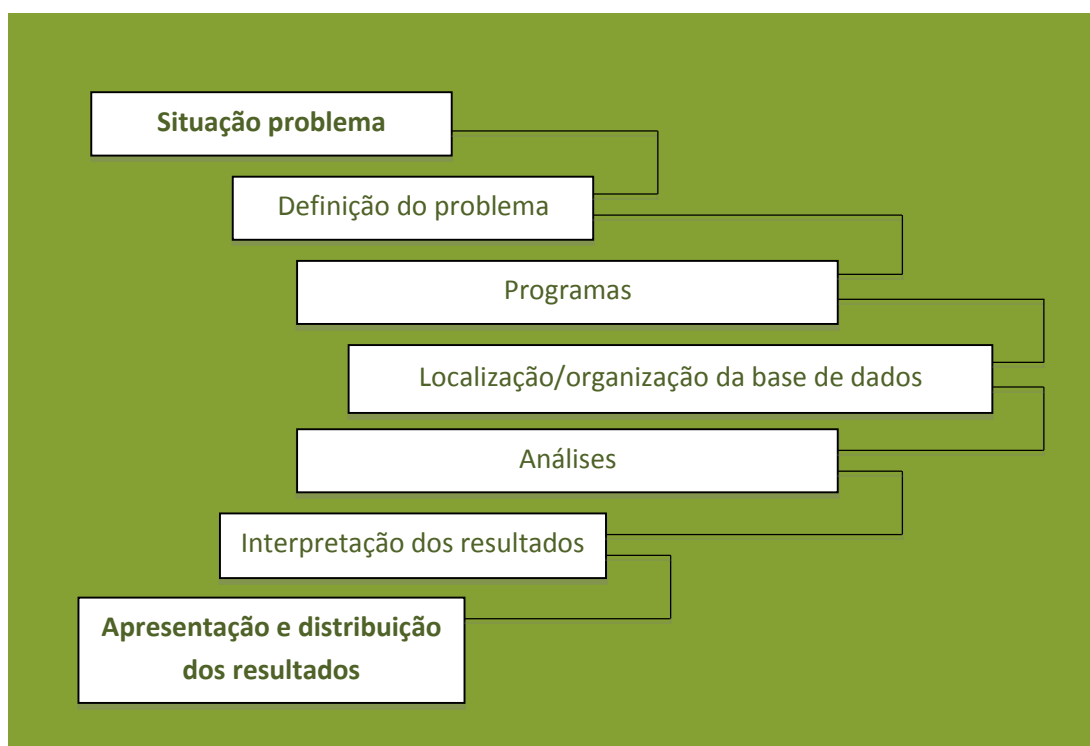 Situação problema
Definição do problema
Programas
Localização/organização da base de dados
Análises
Interpretação dos resultados
Apresentação e distribuição
dos resultados